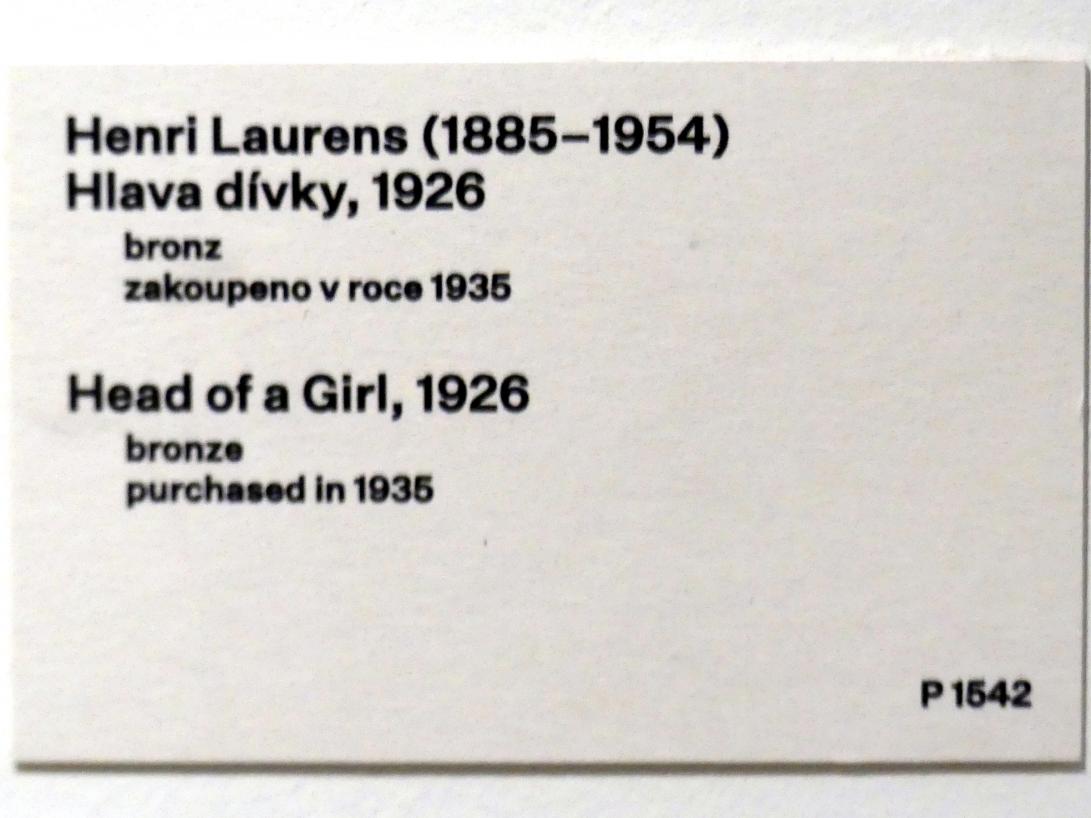 Henri Laurens (1885–1954)
Hlava dívky, 1926
bronz
zakoupeno v roce 1935
Head of a Girl, 1926
bronze
purchased in 1935
P 1542